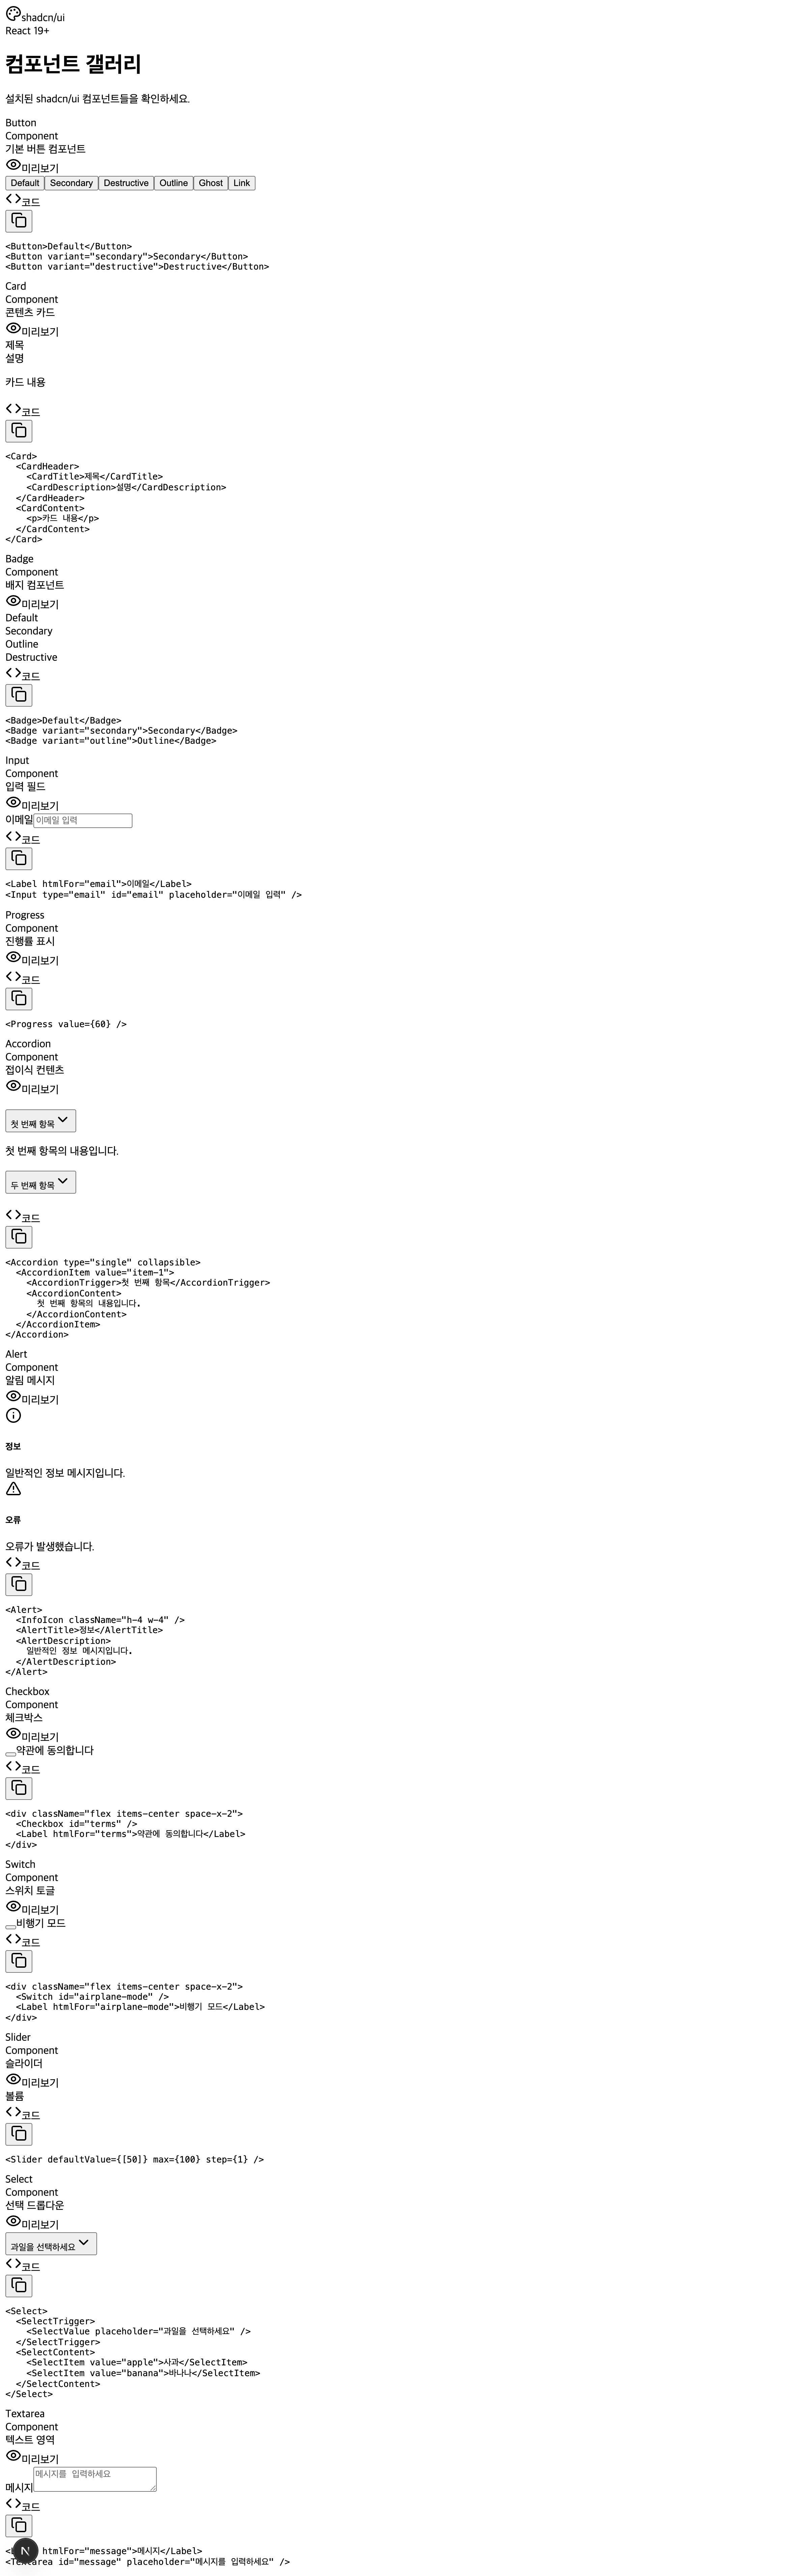 shadcn/ui
React 19+
컴포넌트 갤러리
설치된 shadcn/ui 컴포넌트들을 확인하세요.
Button
Component
기본 버튼 컴포넌트
미리보기
Default Secondary Destructive Outline Ghost Link
코드
<Button>Default</Button>
<Button variant="secondary">Secondary</Button>
<Button variant="destructive">Destructive</Button>
Card
Component
콘텐츠 카드
미리보기
제목
설명
카드 내용
코드
<Card>
  <CardHeader>
    <CardTitle>제목</CardTitle>
    <CardDescription>설명</CardDescription>
  </CardHeader>
  <CardContent>
    <p>카드 내용</p>
  </CardContent>
</Card>
Badge
Component
배지 컴포넌트
미리보기
Default
Secondary
Outline
Destructive
코드
<Badge>Default</Badge>
<Badge variant="secondary">Secondary</Badge>
<Badge variant="outline">Outline</Badge>
Input
Component
입력 필드
미리보기
이메일 이메일 입력
코드
<Label htmlFor="email">이메일</Label>
<Input type="email" id="email" placeholder="이메일 입력" />
Progress
Component
진행률 표시
미리보기
코드
<Progress value={60} />
Accordion
Component
접이식 컨텐츠
미리보기
첫 번째 항목
첫 번째 항목의 내용입니다.
두 번째 항목
코드
<Accordion type="single" collapsible>
  <AccordionItem value="item-1">
    <AccordionTrigger>첫 번째 항목</AccordionTrigger>
    <AccordionContent>
      첫 번째 항목의 내용입니다.
    </AccordionContent>
  </AccordionItem>
</Accordion>
Alert
Component
알림 메시지
미리보기
정보
일반적인 정보 메시지입니다.
오류
오류가 발생했습니다.
코드
<Alert>
  <InfoIcon className="h-4 w-4" />
  <AlertTitle>정보</AlertTitle>
  <AlertDescription>
    일반적인 정보 메시지입니다.
  </AlertDescription>
</Alert>
Checkbox
Component
체크박스
미리보기
약관에 동의합니다
코드
<div className="flex items-center space-x-2">
  <Checkbox id="terms" />
  <Label htmlFor="terms">약관에 동의합니다</Label>
</div>
Switch
Component
스위치 토글
미리보기
비행기 모드
코드
<div className="flex items-center space-x-2">
  <Switch id="airplane-mode" />
  <Label htmlFor="airplane-mode">비행기 모드</Label>
</div>
Slider
Component
슬라이더
미리보기
볼륨
코드
<Slider defaultValue={[50]} max={100} step={1} />
Select
Component
선택 드롭다운
미리보기
과일을 선택하세요
코드
<Select>
  <SelectTrigger>
    <SelectValue placeholder="과일을 선택하세요" />
  </SelectTrigger>
  <SelectContent>
    <SelectItem value="apple">사과</SelectItem>
    <SelectItem value="banana">바나나</SelectItem>
  </SelectContent>
</Select>
Textarea
Component
텍스트 영역
미리보기
메시지 메시지를 입력하세요
코드
htmlFor="message">메시지</Label>
id="message" placeholder="메시지를 입력하세요" />
N